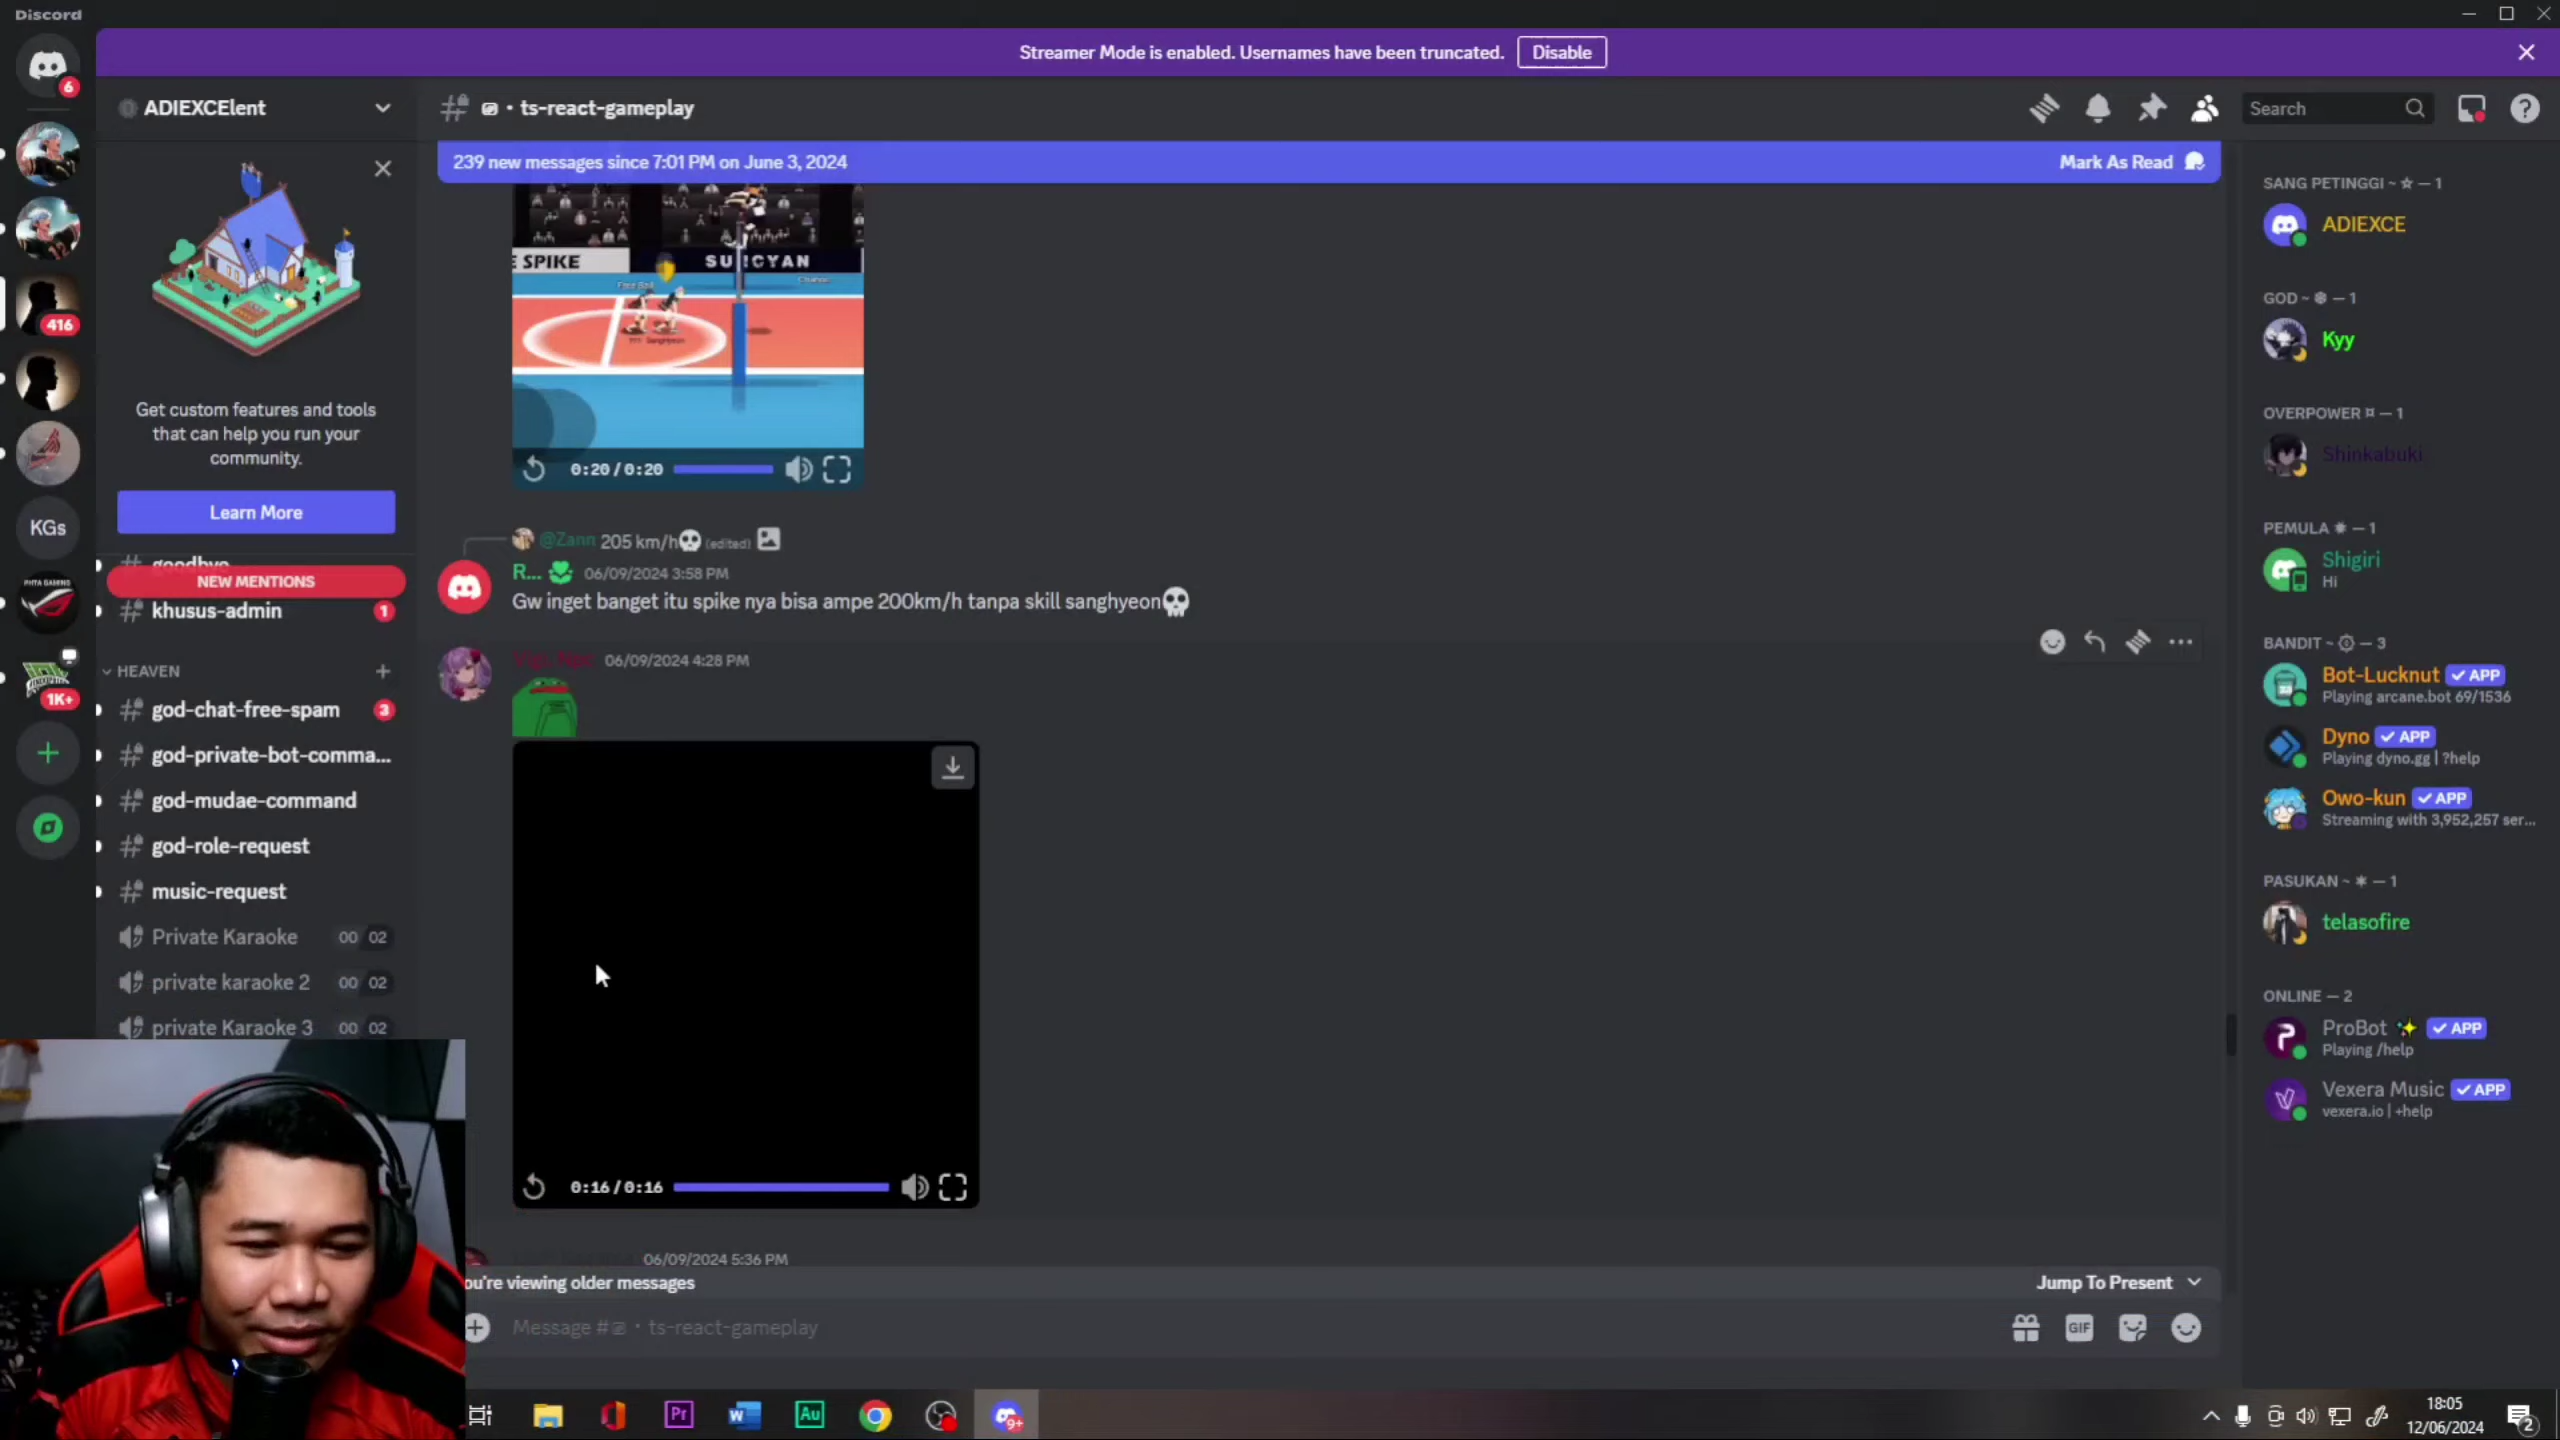 Discord
Streamer Mode is enabled. Usernames have been truncated.
Disable
6
ADIEXCElent
ts-react-gameplay
Search
239 new messages since 7:01 PM on June 3, 2024
Mark As Read
416
KGs
PHTA GAMING
1K+
Get custom features and tools
that can help you run your
community.
Learn More
goodbye
NEW MENTIONS
khusus-admin
1
HEAVEN
god-chat-free-spam
3
god-private-bot-comma...
god-mudae-command
god-role-request
music-request
Private Karaoke 00 02
private karaoke 2 00 02
private Karaoke 3 00 02
E SPIKE
0:20 / 0:20
@Zann 205 km/h💀 (edited)
R... 06/09/2024 3:58 PM
Gw inget banget itu spike nya bisa ampe 200km/h tanpa skill sanghyeon💀
06/09/2024 4:28 PM
0:16 / 0:16
06/09/2024 5:36 PM
ou're viewing older messages
Jump To Present
Message # • ts-react-gameplay
GIF
SANG PETINGGI ~ ☆ — 1
ADIEXCE
GOD ~ ❄ — 1
Kyy
OVERPOWER ¤ — 1
Shinkabuki
PEMULA ✷ — 1
Shigiri
Hi
BANDIT ~ ۞ — 3
Bot-Lucknut ✓ APP
Playing arcane.bot 69/1536
Dyno ✓ APP
Playing dyno.gg | ?help
Owo-kun ✓ APP
Streaming with 3,952,257 ser...
PASUKAN ~ ✶ — 1
telasofire
ONLINE — 2
ProBot ✨ ✓ APP
Playing /help
Vexera Music ✓ APP
vexera.io | +help
Pr
W
Au
9+
18:05
12/06/2024
2